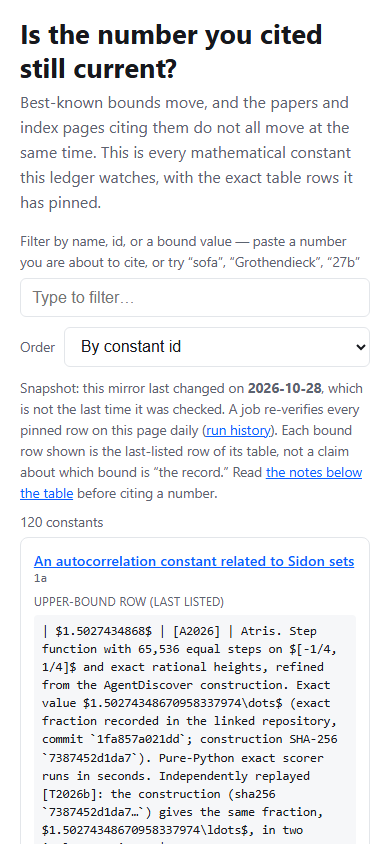 Is the number you cited
still current?
Best-known bounds move, and the papers and
index pages citing them do not all move at the
same time. This is every mathematical constant
this ledger watches, with the exact table rows it
has pinned.
Filter by name, id, or a bound value — paste a number
you are about to cite, or try “sofa”, “Grothendieck”, “27b”
Type to filter…
Order By constant id
Snapshot: this mirror last changed on 2026-10-28, which
is not the last time it was checked. A job re-verifies every
pinned row on this page daily (run history). Each bound
row shown is the last-listed row of its table, not a claim
about which bound is “the record.” Read the notes below
the table before citing a number.
120 constants
An autocorrelation constant related to Sidon sets
1a
UPPER-BOUND ROW (LAST LISTED)
| $1.5027434868$ | [A2026] | Atris. Step
function with 65,536 equal steps on $[-1/4,
1/4]$ and exact rational heights, refined
from the AgentDiscover construction. Exact
value $1.50274348670958337974\dots$ (exact
fraction recorded in the linked repository,
commit `1fa857a021dd`; construction SHA-256
`7387452d1da7`). Pure-Python exact scorer
runs in seconds. Independently replayed
[T2026b]: the construction (sha256
`7387452d1da7…`) gives the same fraction,
$1.50274348670958337974\ldots$, in two